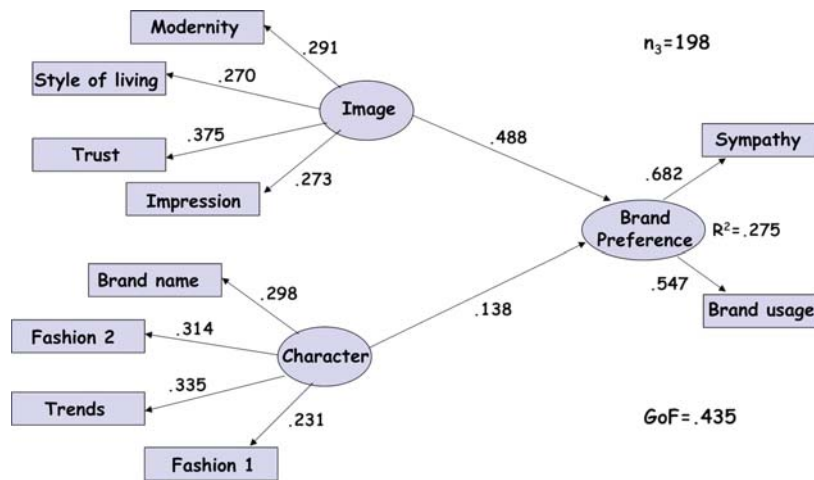 Modernity
.291
n₃=198
Style of living
.270
Image
.375
Trust
.488
Sympathy
.273
Impression
.682
Brand
Preference
R²=.275
Brand name
.298
.547
Brand usage
.138
Fashion 2
.314
Character
.335
Trends
.231
GoF=.435
Fashion 1